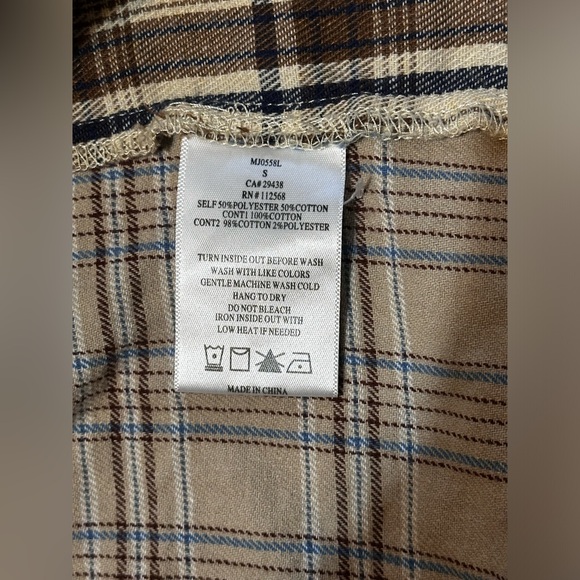 MJ0558L
S
CA# 29438
RN # 112568
SELF 50%POLYESTER 50%COTTON
CONT1 100%COTTON
CONT2 98%COTTON 2%POLYESTER
TURN INSIDE OUT BEFORE WASH
WASH WITH LIKE COLORS
GENTLE MACHINE WASH COLD
HANG TO DRY
DO NOT BLEACH
IRON INSIDE OUT WITH
LOW HEAT IF NEEDED
MADE IN CHINA